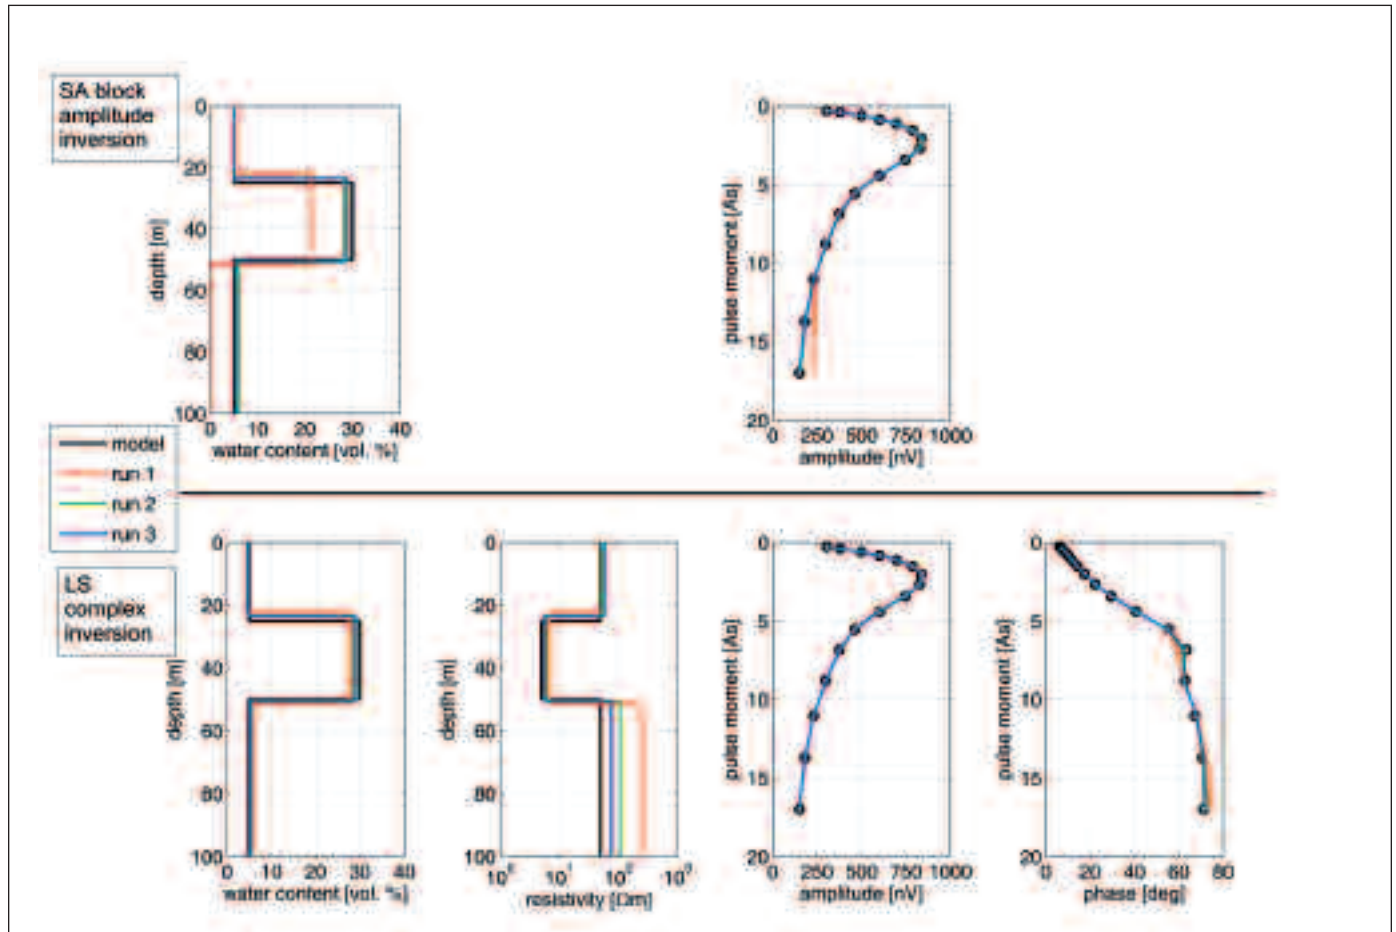 SA block
amplitude
inversion
0
20
40
60
80
100
depth [m]
0 10 20 30 40
water content [vol. %]
0
5
10
15
20
pulse moment [As]
0 250 500 750 1000
amplitude [nV]
model
run 1
run 2
run 3
LS
complex
inversion
0
20
40
60
80
100
depth [m]
0 10 20 30 40
water content [vol. %]
0
20
40
60
80
100
depth [m]
10⁰ 10¹ 10² 10³
resistivity [Ωm]
0
5
10
15
20
pulse moment [As]
0 250 500 750 1000
amplitude [nV]
0
5
10
15
20
pulse moment [As]
0 20 40 60 80
phase [deg]